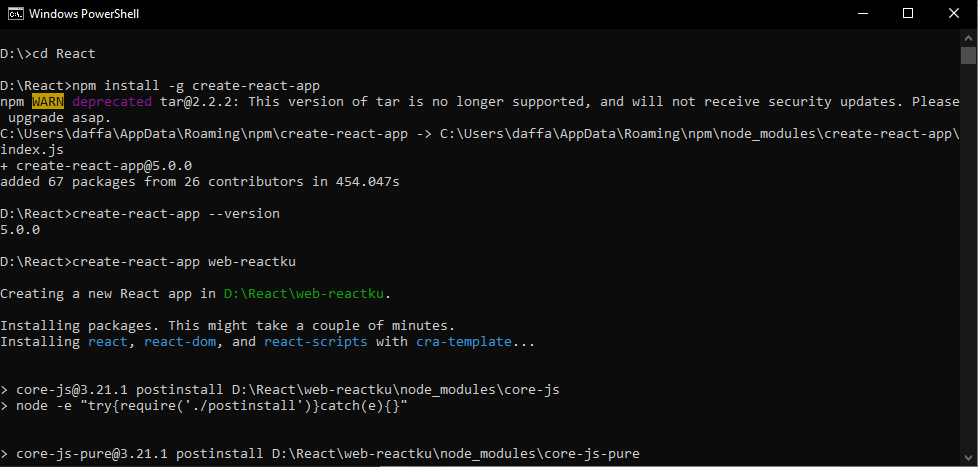 Windows PowerShell
D:\>cd React
D:\React>npm install -g create-react-app
npm WARN deprecated tar@2.2.2: This version of tar is no longer supported, and will not receive security updates. Please
 upgrade asap.
C:\Users\daffa\AppData\Roaming\npm\create-react-app -> C:\Users\daffa\AppData\Roaming\npm\node_modules\create-react-app\
index.js
+ create-react-app@5.0.0
added 67 packages from 26 contributors in 454.047s
D:\React>create-react-app --version
5.0.0
D:\React>create-react-app web-reactku
Creating a new React app in D:\React\web-reactku.
Installing packages. This might take a couple of minutes.
Installing react, react-dom, and react-scripts with cra-template...
> core-js@3.21.1 postinstall D:\React\web-reactku\node_modules\core-js
> node -e "try{require('./postinstall')}catch(e){}"
> core-js-pure@3.21.1 postinstall D:\React\web-reactku\node_modules\core-js-pure